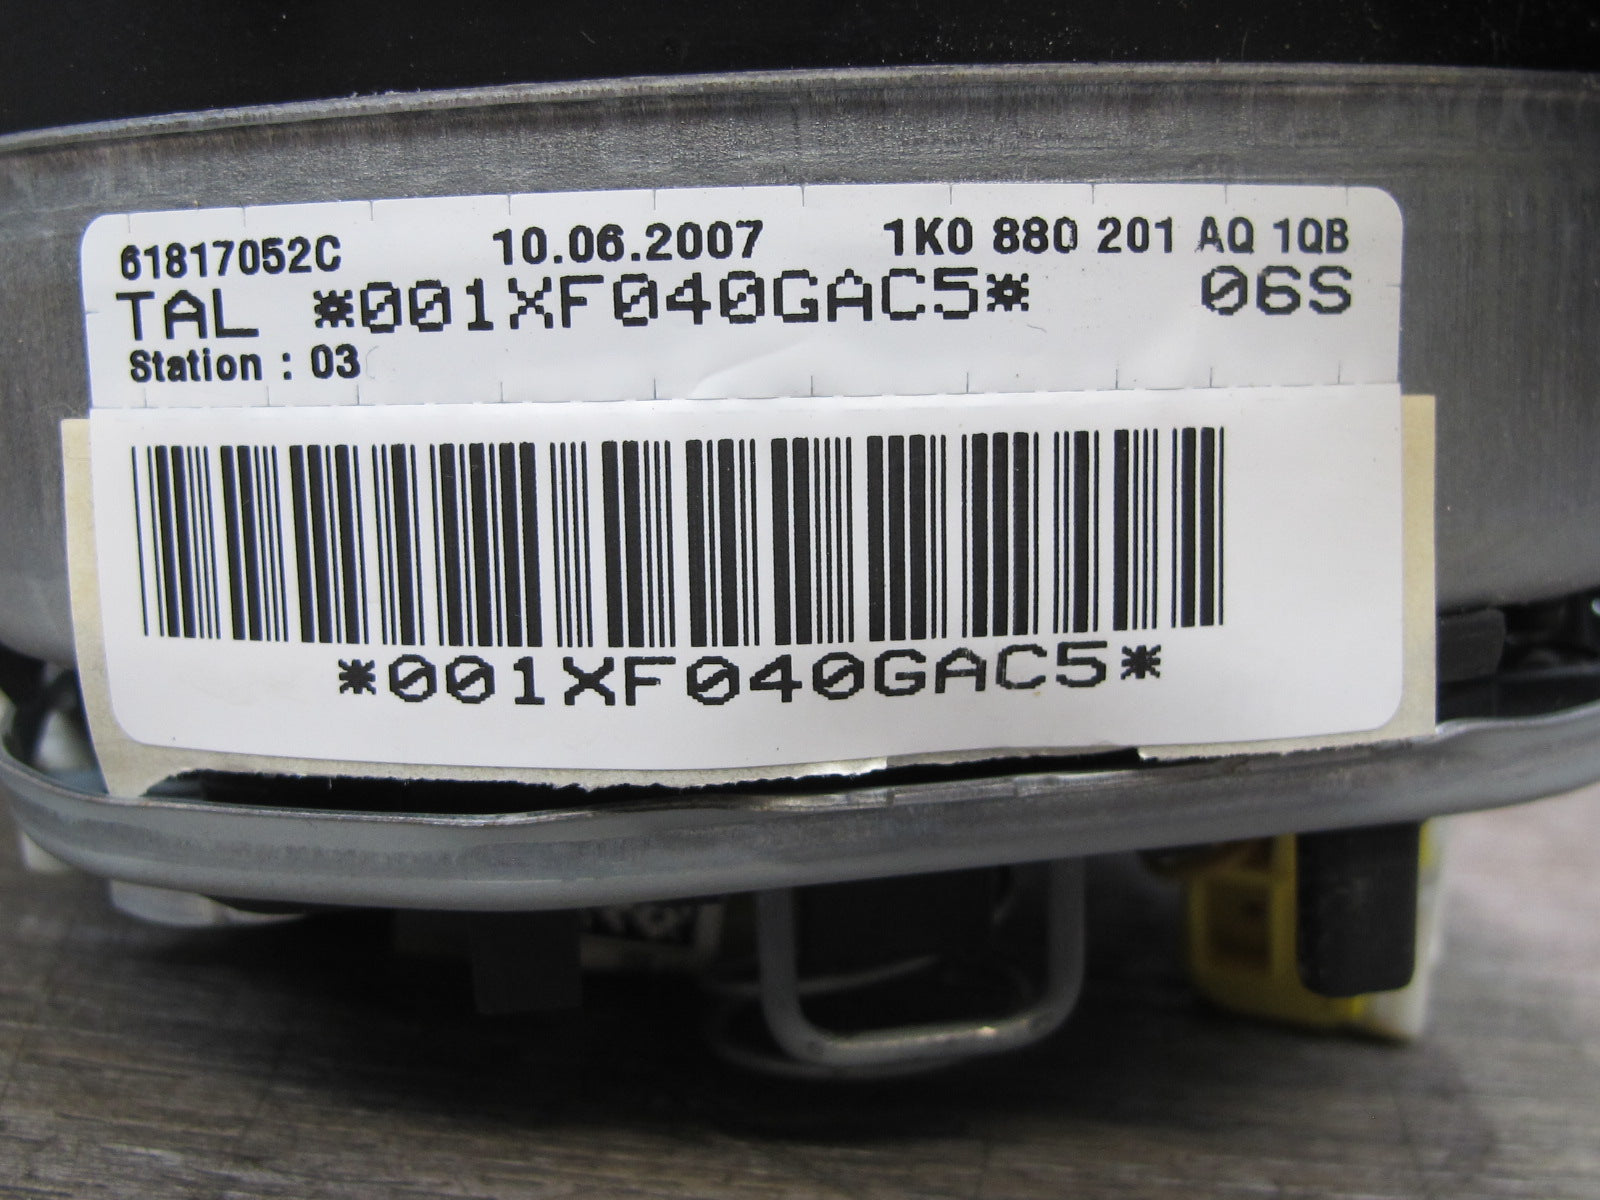 61817052C 10.06.2007 1K0 880 201 AQ 1QB
TAL *001XF040GAC5* 06S
Station : 03
*001XF040GAC5*